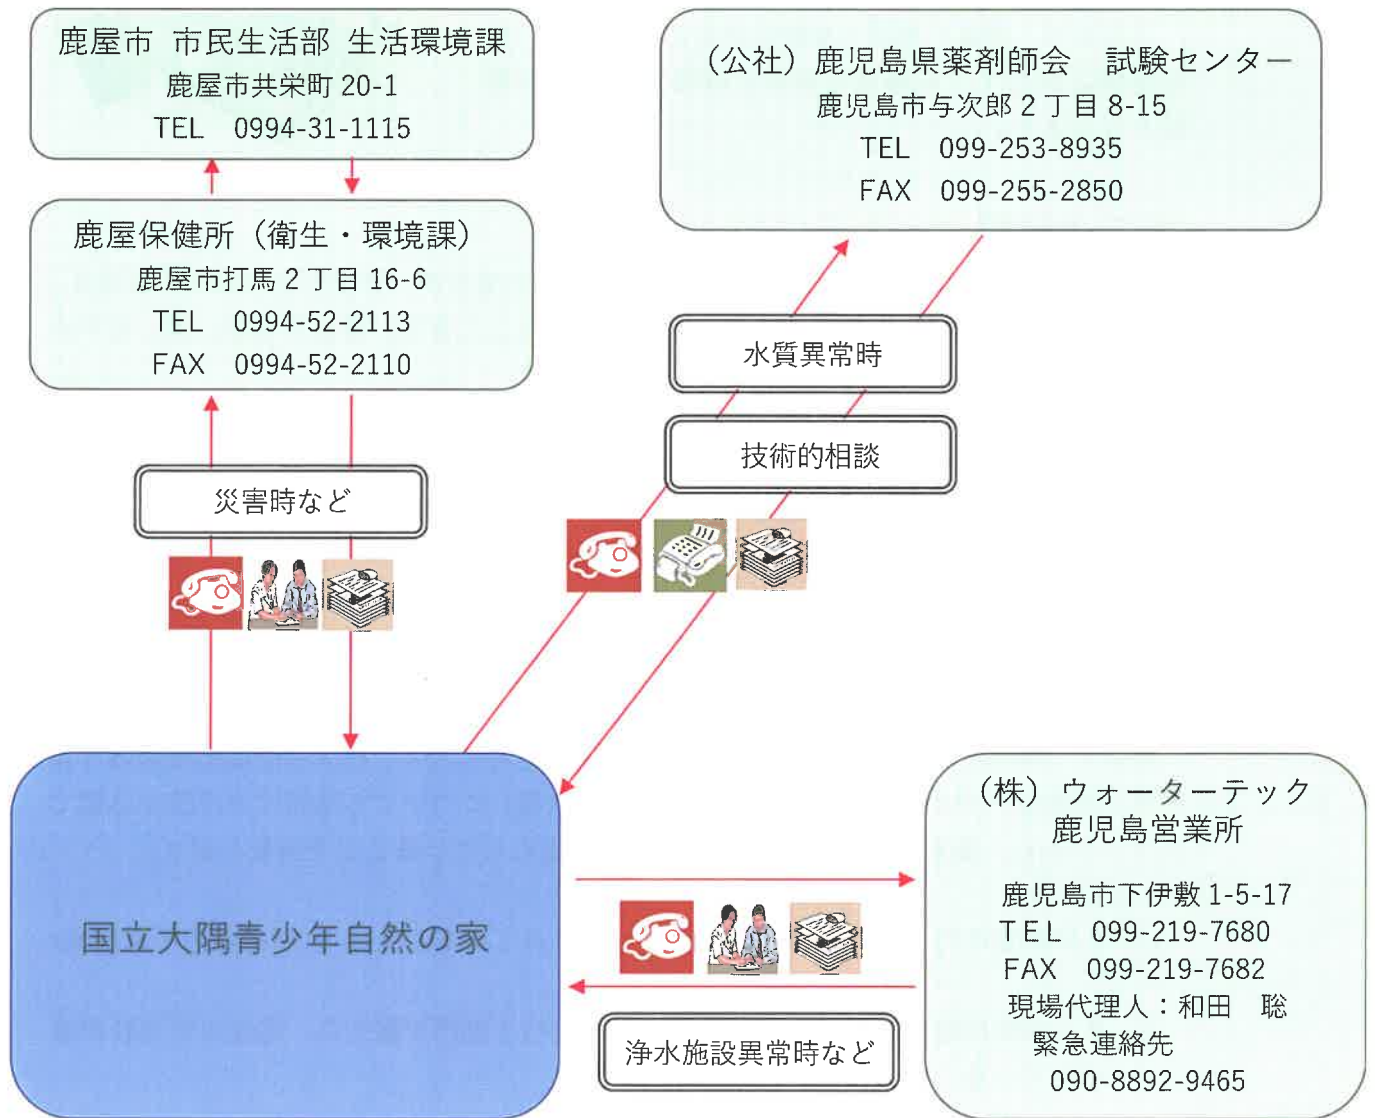 鹿屋市 市民生活部 生活環境課
鹿屋市共栄町 20-1
TEL 0994-31-1115
(公社)鹿児島県薬剤師会 試験センター
鹿児島市与次郎 2 丁目 8-15
TEL 099-253-8935
FAX 099-255-2850
鹿屋保健所(衛生・環境課)
鹿屋市打馬 2 丁目 16-6
TEL 0994-52-2113
FAX 0994-52-2110
水質異常時
技術的相談
災害時など
国立大隅青少年自然の家
(株)ウォーターテック
鹿児島営業所
鹿児島市下伊敷 1-5-17
TEL 099-219-7680
FAX 099-219-7682
現場代理人:和田 聡
緊急連絡先
090-8892-9465
浄水施設異常時など